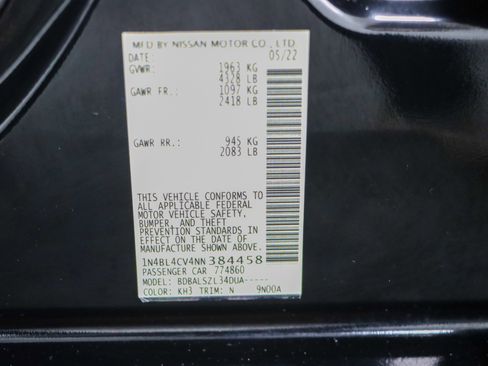 MFD BY NISSAN MOTOR CO., LTD.
DATE: 05/22
GVWR: 1963 KG
4328 LB
GAWR FR.: 1097 KG
2418 LB
GAWR RR.: 945 KG
2083 LB
THIS VEHICLE CONFORMS TO
ALL APPLICABLE FEDERAL
MOTOR VEHICLE SAFETY,
BUMPER, AND THEFT
PREVENTION STANDARDS
IN EFFECT ON THE DATE OF
MANUFACTURE SHOWN ABOVE.
1N4BL4CV4NN384458
PASSENGER CAR 774860
MODEL: BDBALSZL34DUA-----
COLOR: KH3 TRIM: N 9N00A